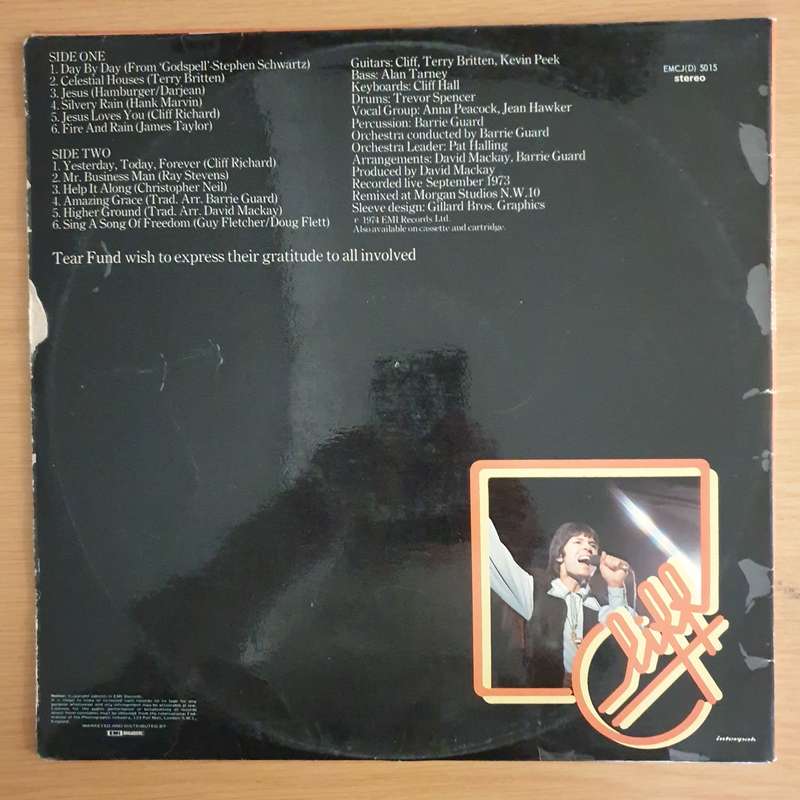 SIDE ONE
1. Day By Day (From 'Godspell'-Stephen Schwartz)
2. Celestial Houses (Terry Britten)
3. Jesus (Hamburger/Darjean)
4. Silvery Rain (Hank Marvin)
5. Jesus Loves You (Cliff Richard)
6. Fire And Rain (James Taylor)
SIDE TWO
1. Yesterday, Today, Forever (Cliff Richard)
2. Mr. Business Man (Ray Stevens)
3. Help It Along (Christopher Neil)
4. Amazing Grace (Trad. Arr. Barrie Guard)
5. Higher Ground (Trad. Arr. David Mackay)
6. Sing A Song Of Freedom (Guy Fletcher/Doug Flett)
Guitars: Cliff, Terry Britten, Kevin Peek
Bass: Alan Tarney
Keyboards: Cliff Hall
Drums: Trevor Spencer
Vocal Group: Anna Peacock, Jean Hawker
Percussion: Barrie Guard
Orchestra conducted by Barrie Guard
Orchestra Leader: Pat Halling
Arrangements: David Mackay, Barrie Guard
Produced by David Mackay
Recorded live September 1973
Remixed at Morgan Studios N.W.10
Sleeve design: Gillard Bros. Graphics
℗ 1974 EMI Records Ltd.
Also available on cassette and cartridge.
EMCJ(D) 5015
stereo
Tear Fund wish to express their gratitude to all involved
Cliff
MARKETED AND DISTRIBUTED BY
EMI
interpak